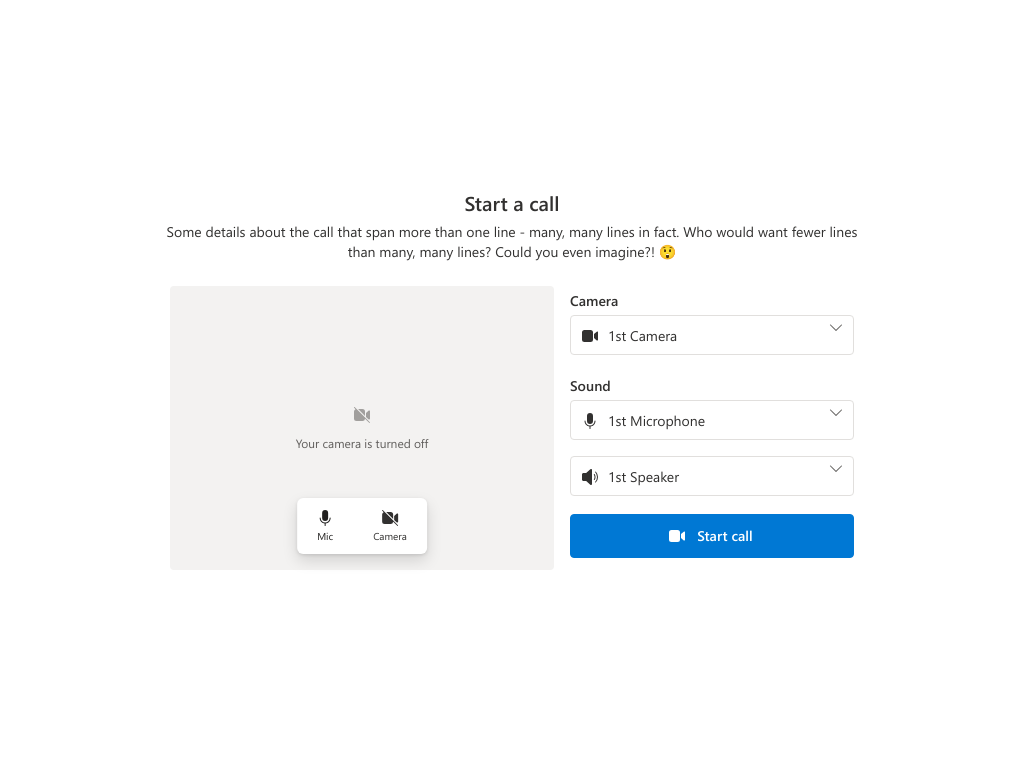 Start a call
Some details about the call that span more than one line - many, many lines in fact. Who would want fewer lines
than many, many lines? Could you even imagine?! 😲
Your camera is turned off
Mic
Camera
Camera
1st Camera
Sound
1st Microphone
1st Speaker
Start call